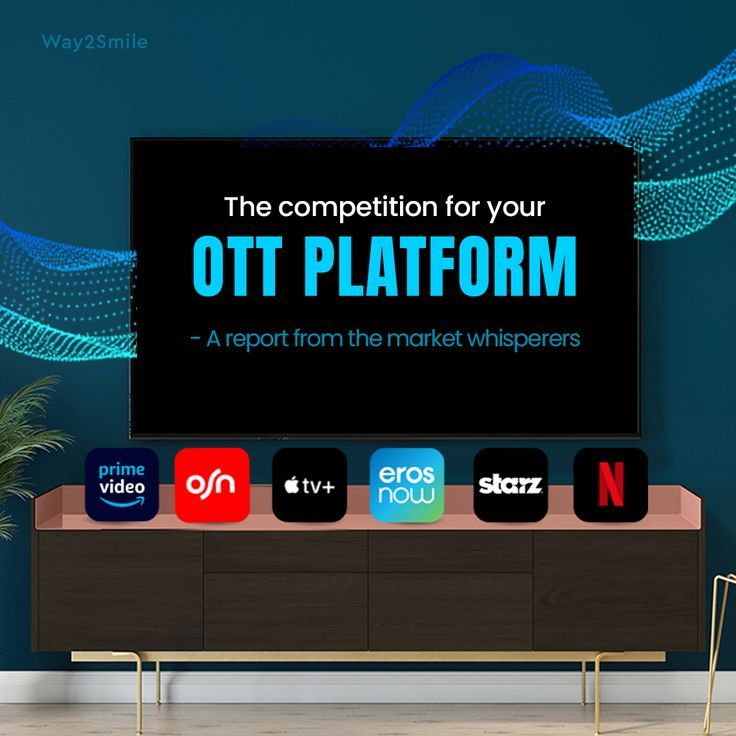 Way2Smile
The competition for your
OTT PLATFORM
- A report from the market whisperers
prime
video
osn
tv+
eros
now
starz
N